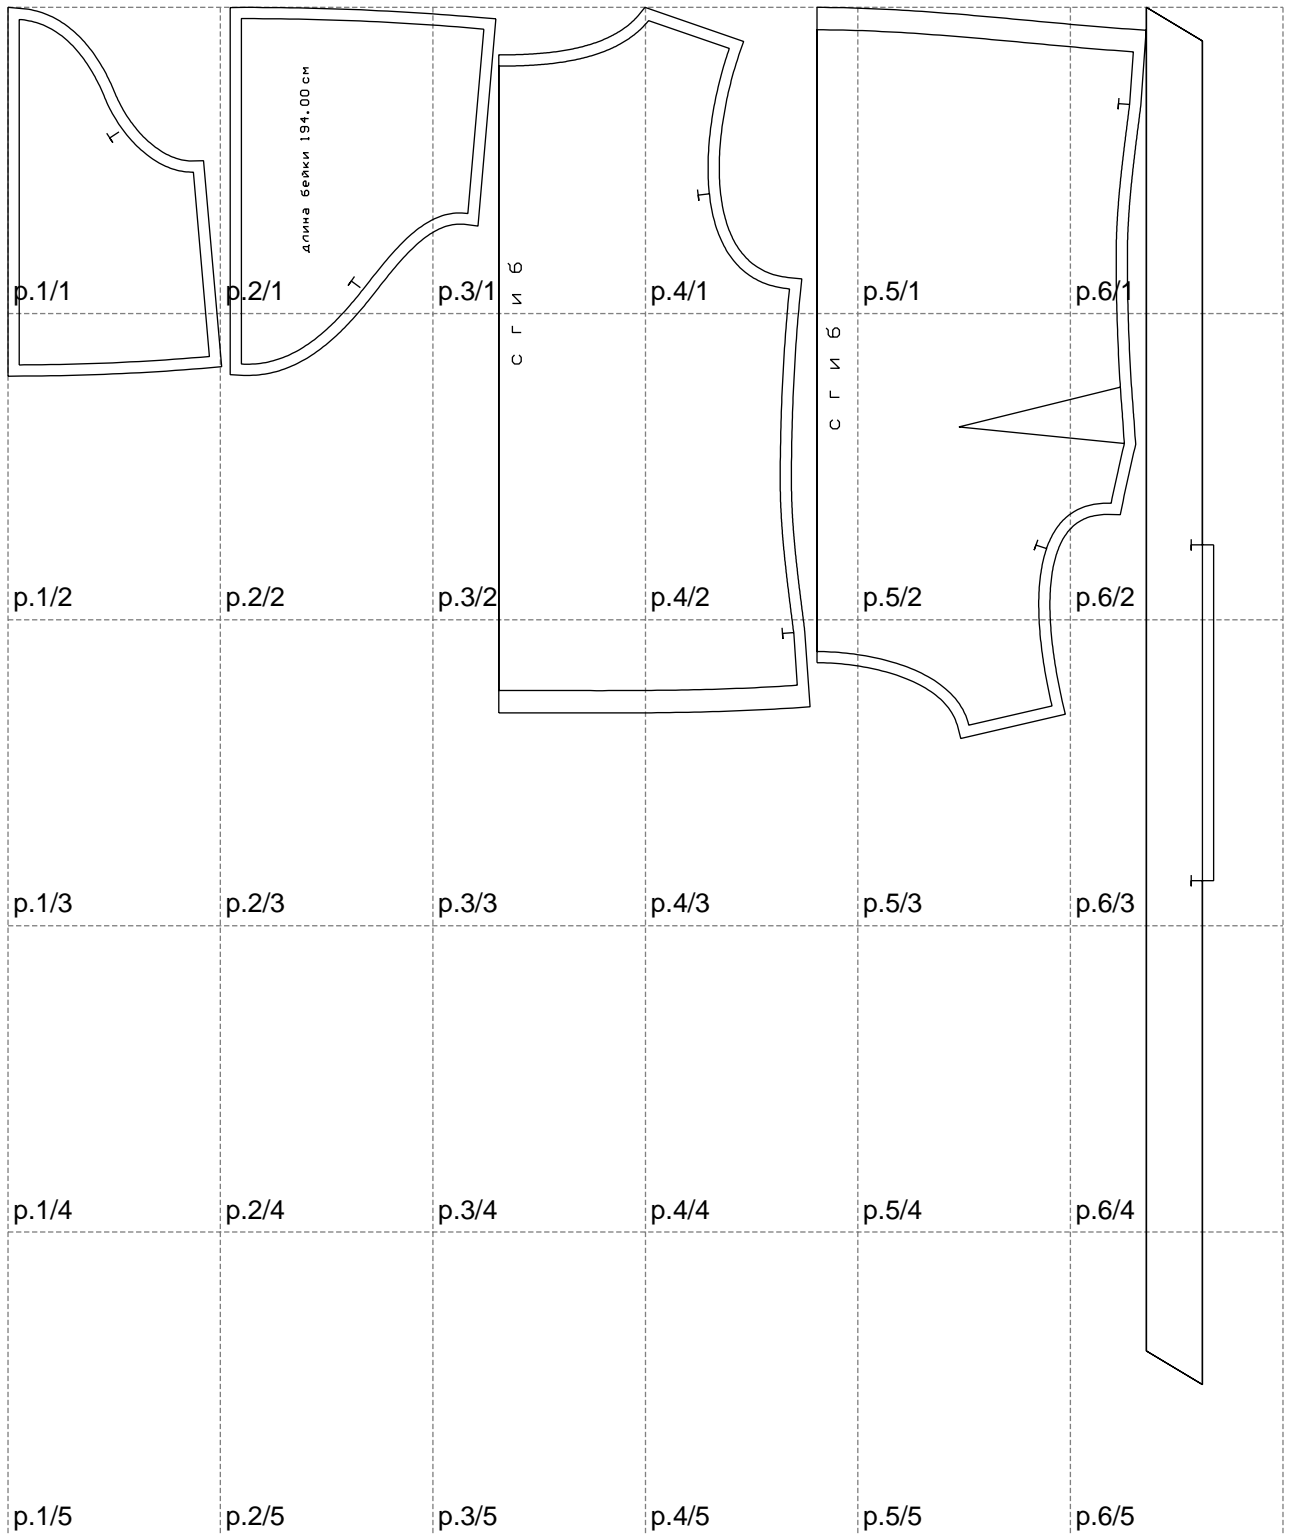 длина бейки 194.00 см
сгиб
сгиб
p.1/1 p.2/1 p.3/1 p.4/1 p.5/1 p.6/1
p.1/2 p.2/2 p.3/2 p.4/2 p.5/2 p.6/2
p.1/3 p.2/3 p.3/3 p.4/3 p.5/3 p.6/3
p.1/4 p.2/4 p.3/4 p.4/4 p.5/4 p.6/4
p.1/5 p.2/5 p.3/5 p.4/5 p.5/5 p.6/5